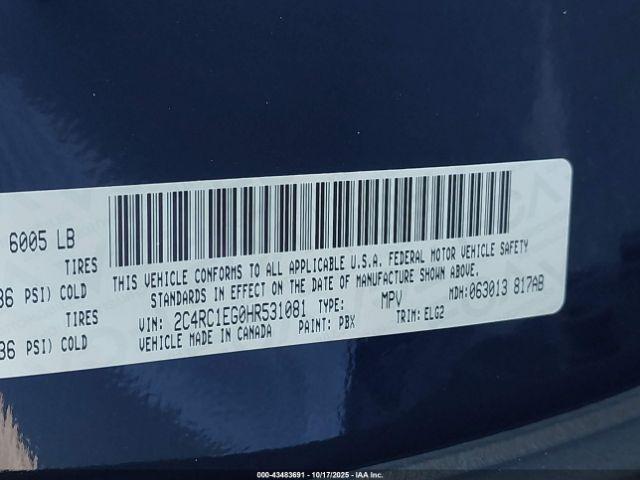 6005 LB
TIRES
36 PSI) COLD
TIRES
36 PSI) COLD
THIS VEHICLE CONFORMS TO ALL APPLICABLE U.S.A. FEDERAL MOTOR VEHICLE SAFETY
STANDARDS IN EFFECT ON THE DATE OF MANUFACTURE SHOWN ABOVE.
VIN: 2C4RC1EG0HR531081 TYPE: MPV MDH: 063013 817AB
VEHICLE MADE IN CANADA PAINT: PBX TRIM: ELG2
000-43483691 - 10/17/2025 - IAA Inc.